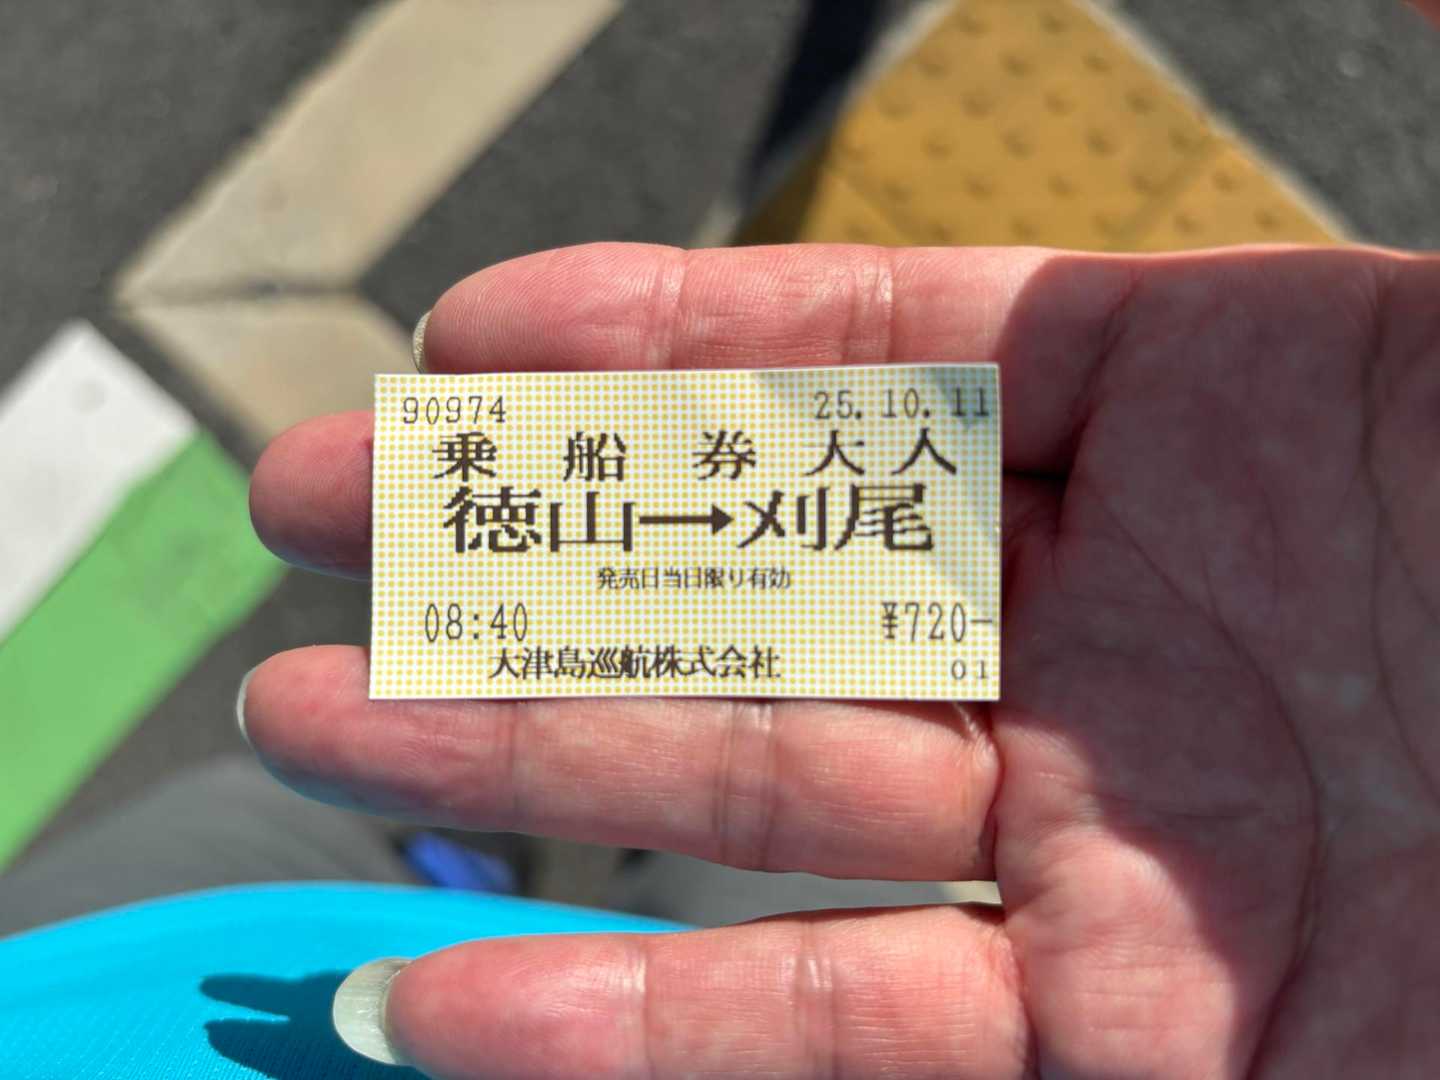 90974 25.10.11
乗船券 大人
徳山→刈尾
発売日当日限り有効
08:40 ¥720-
大津島巡航株式会社
01